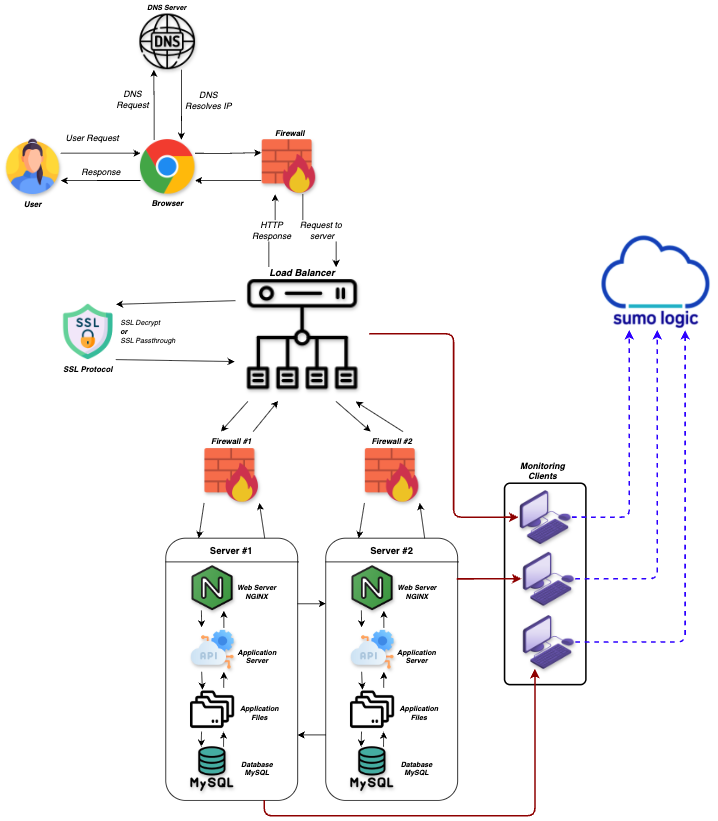 DNS Server
DNS
DNS
Request
DNS
Resolves IP
User Request
Response
User
Browser
Firewall
HTTP
Response
Request to
server
Load Balancer
SSL
SSL Decrypt
or
SSL Passthrough
SSL Protocol
sumo logic
Firewall #1
Firewall #2
Monitoring
Clients
Server #1
Web Server
NGINX
API
Application
Server
Application
Files
Database
MySQL
MySQL
Server #2
Web Server
NGINX
API
Application
Server
Application
Files
Database
MySQL
MySQL